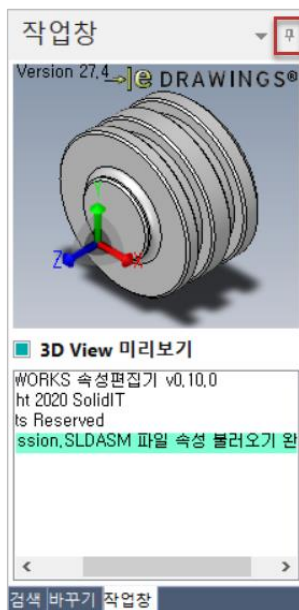 작업창
Version 27.4
eDRAWINGS®
Y
Z
X
3D View 미리보기
WORKS 속성편집기 v0.10.0
ht 2020 SolidIT
ts Reserved
ssion.SLDASM 파일 속성 불러오기 완
검색 바꾸기 작업창